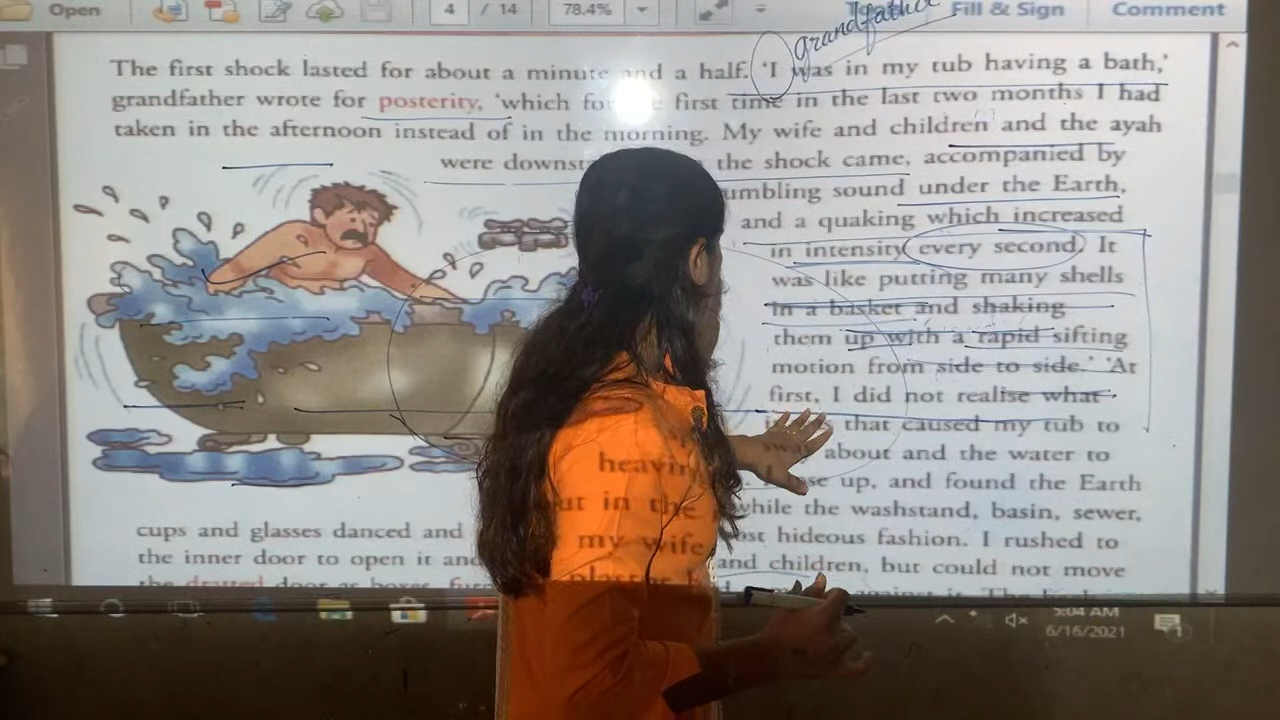 Open
4 / 14
78.4%
Fill & Sign
Comment
Grandfather
The first shock lasted for about a minute and a half. 'I was in my tub having a bath,'
grandfather wrote for posterity, 'which for first time in the last two months I had
taken in the afternoon instead of in the morning. My wife and children and the ayah
were the shock came, accompanied by
sound under the Earth,
and a quaking which increased
in intensity every second. It
was like putting many shells
in a basket and shaking
them up with a rapid sifting
motion from side to side.' 'At
first, I did not realise what
that caused my tub to
about and the water to
up, and found the Earth
heaving
while the washstand, basin, sewer,
in the
cups and glasses danced and hideous fashion. I rushed to
my wife
the inner door to open it and and children, but could not move
the dratted door as boxes,
5:04 AM
6/16/2021